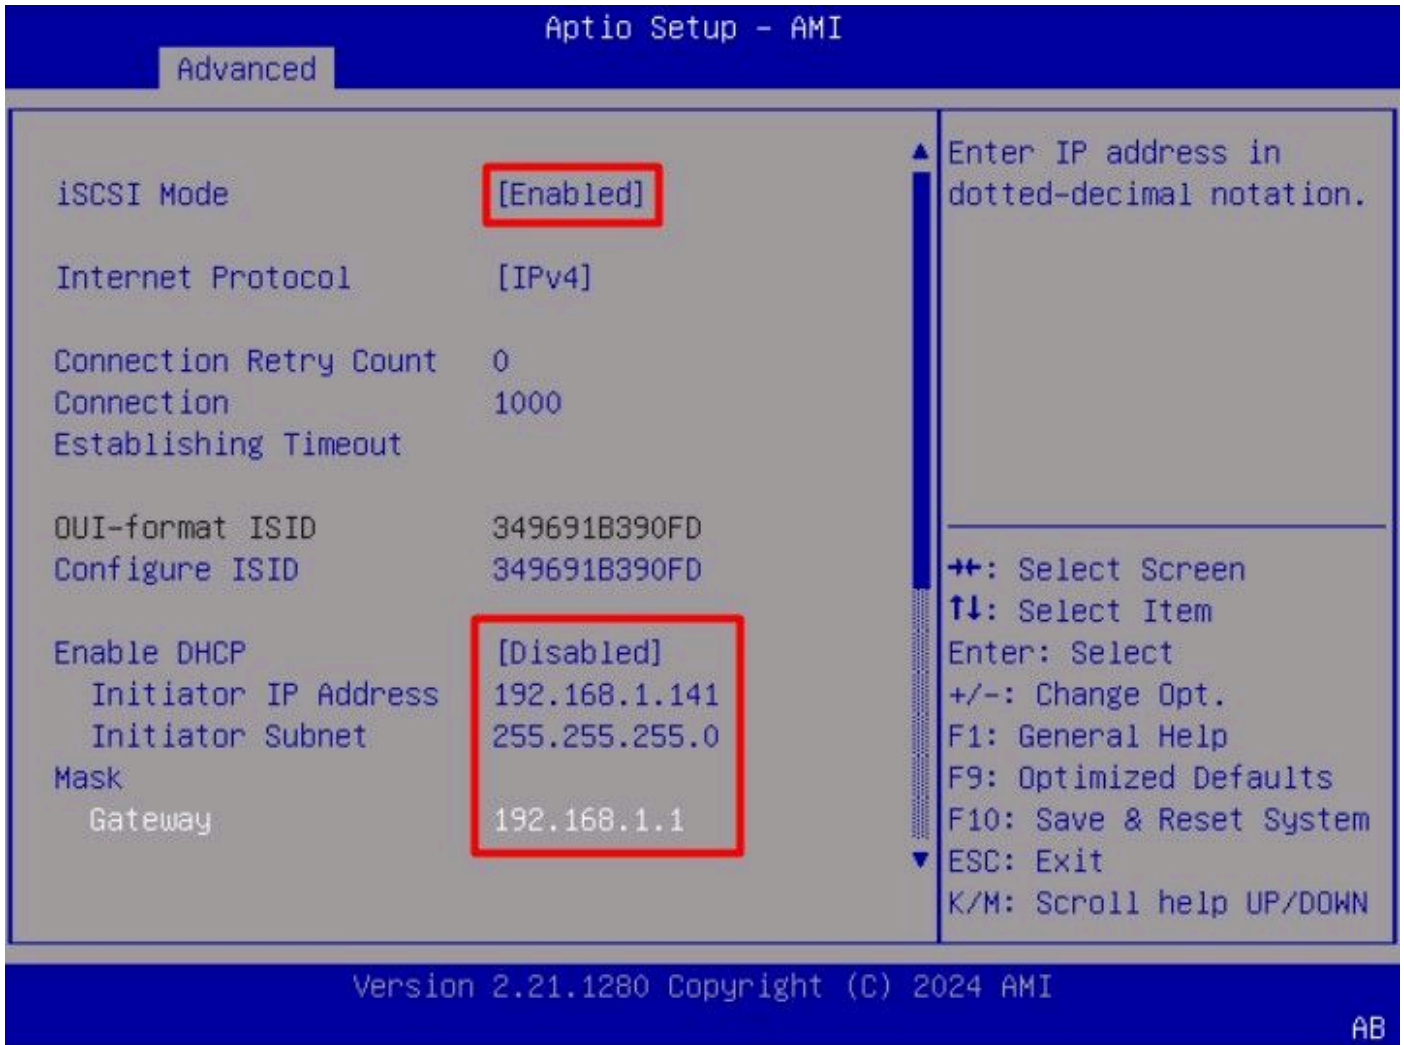 Aptio Setup - AMI
Advanced
iSCSI Mode [Enabled]
Internet Protocol [IPv4]
Connection Retry Count 0
Connection 1000
Establishing Timeout
OUI-format ISID 349691B390FD
Configure ISID 349691B390FD
Enable DHCP [Disabled]
Initiator IP Address 192.168.1.141
Initiator Subnet 255.255.255.0
Mask
Gateway 192.168.1.1
Enter IP address in
dotted-decimal notation.
→←: Select Screen
↑↓: Select Item
Enter: Select
+/-: Change Opt.
F1: General Help
F9: Optimized Defaults
F10: Save & Reset System
ESC: Exit
K/M: Scroll help UP/DOWN
Version 2.21.1280 Copyright (C) 2024 AMI
AB